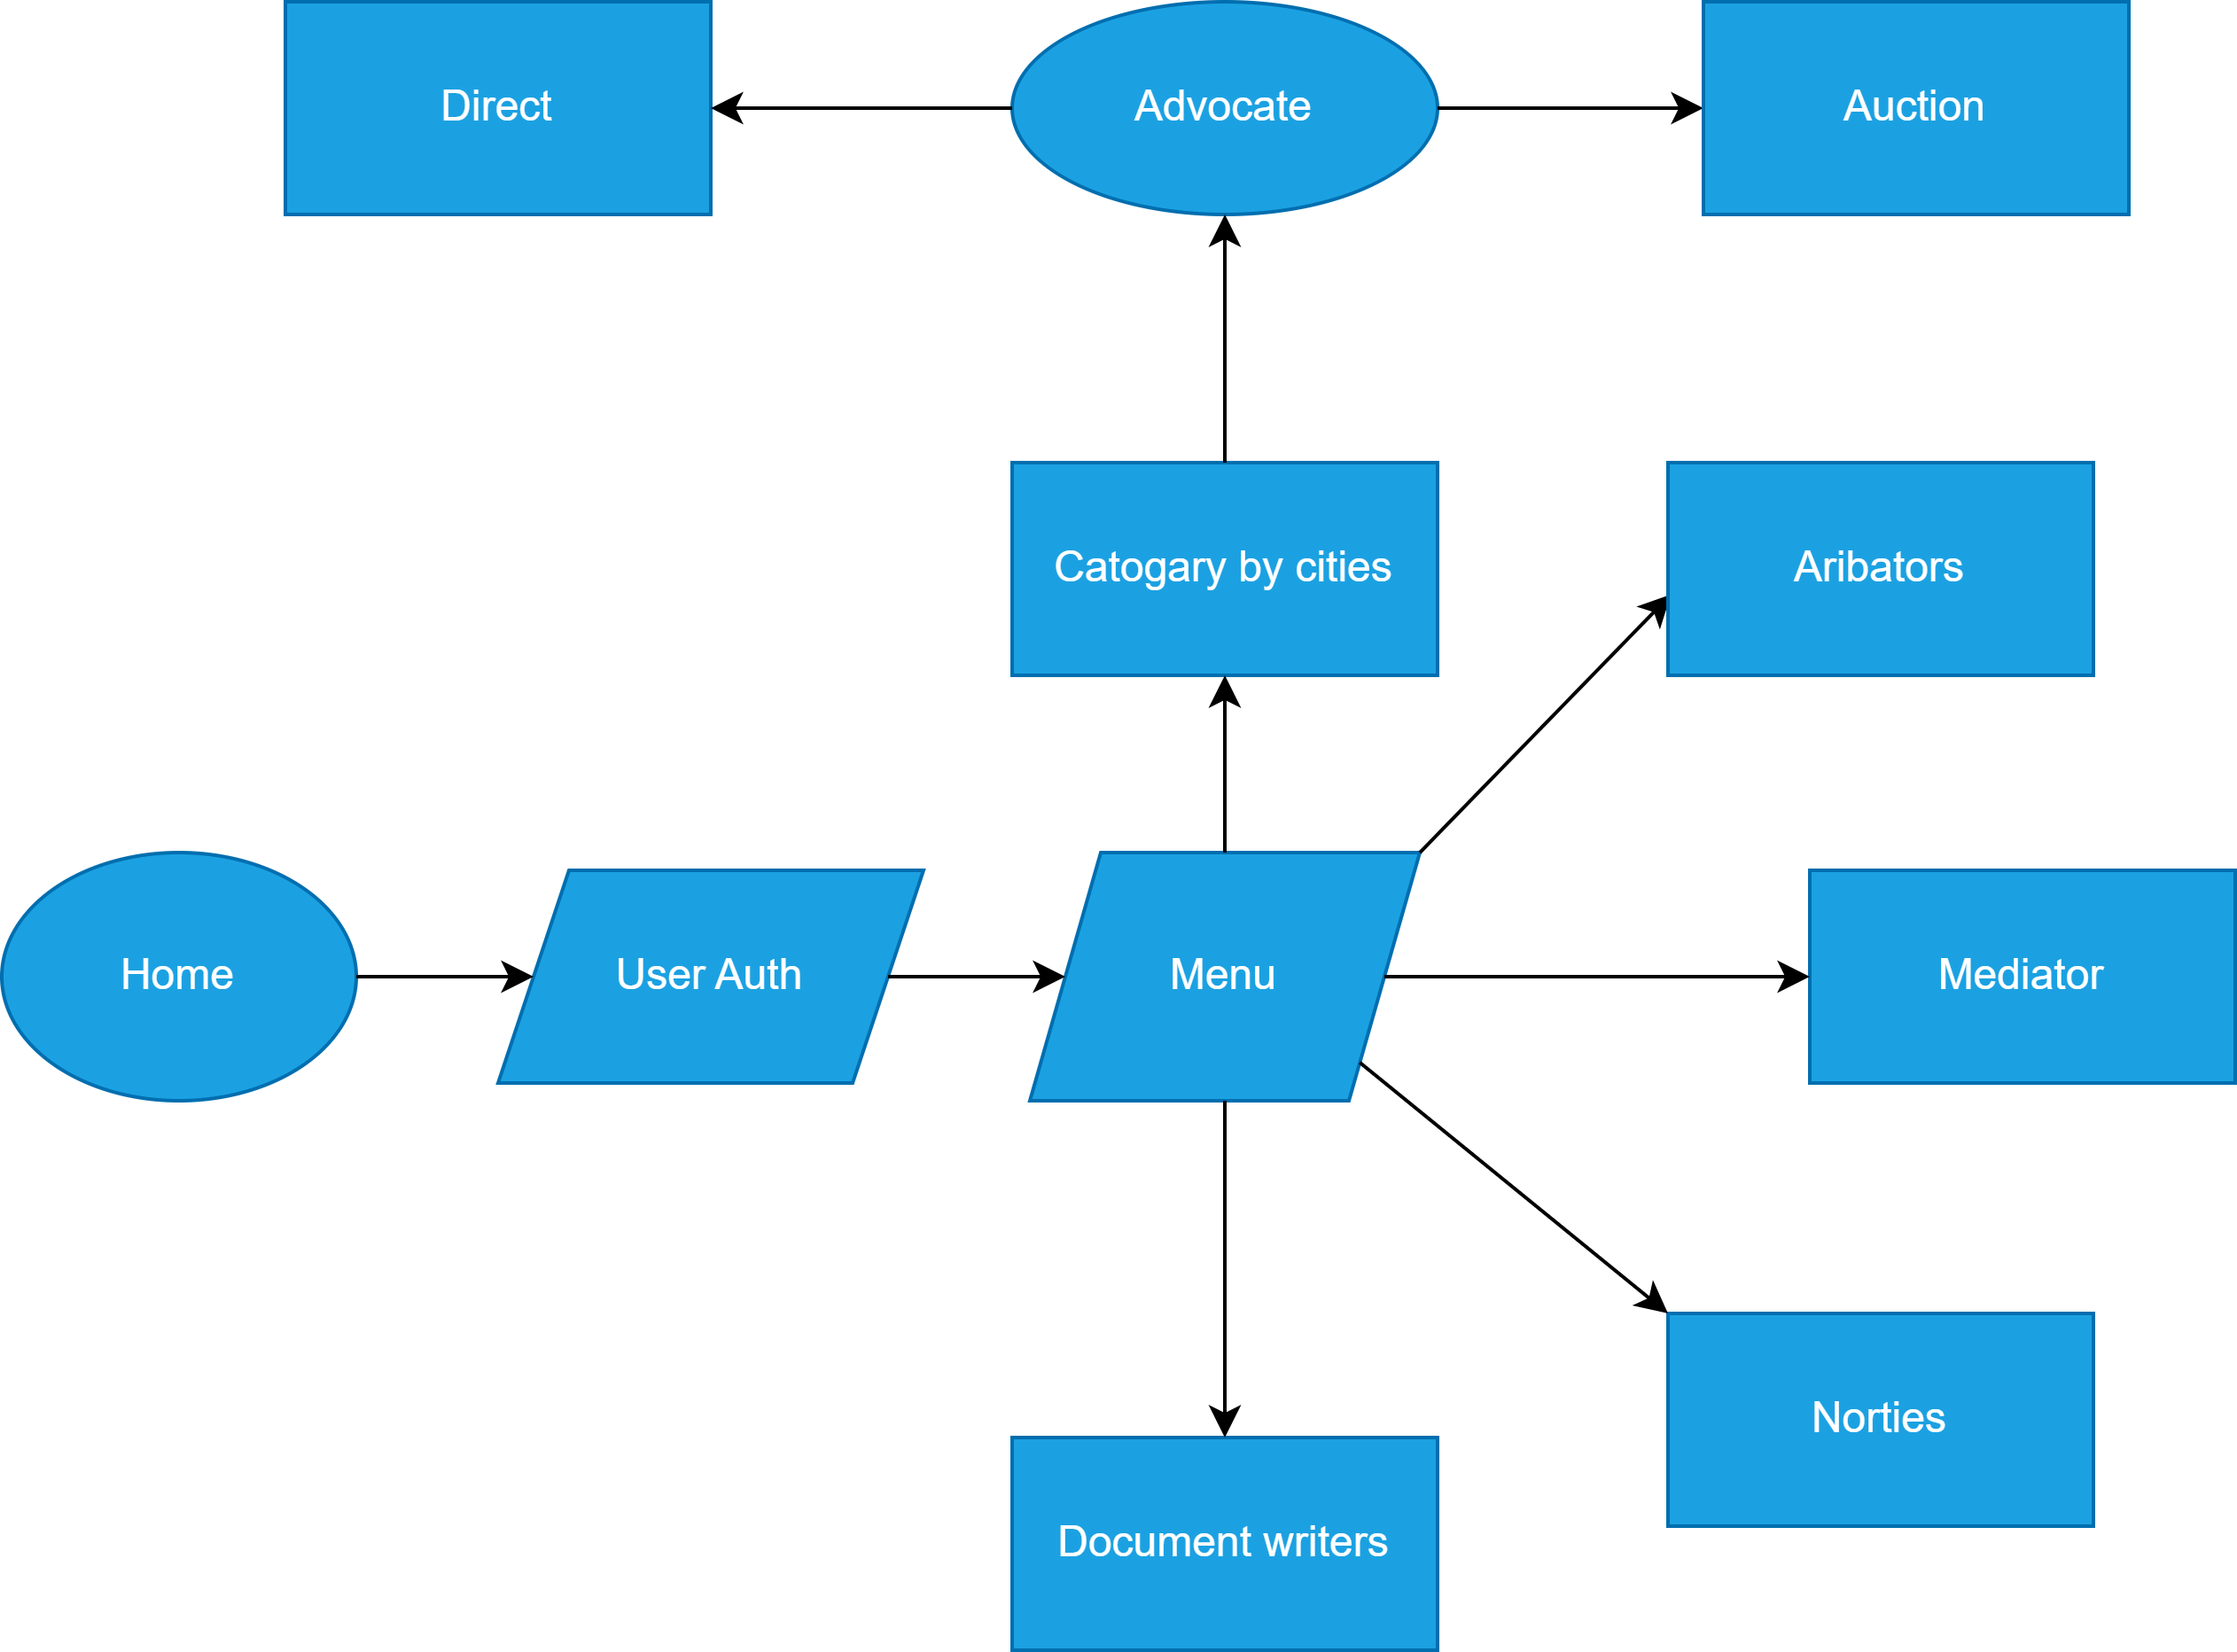 Direct
Advocate
Auction
Catogary by cities
Aribators
Home
User Auth
Menu
Mediator
Norties
Document writers